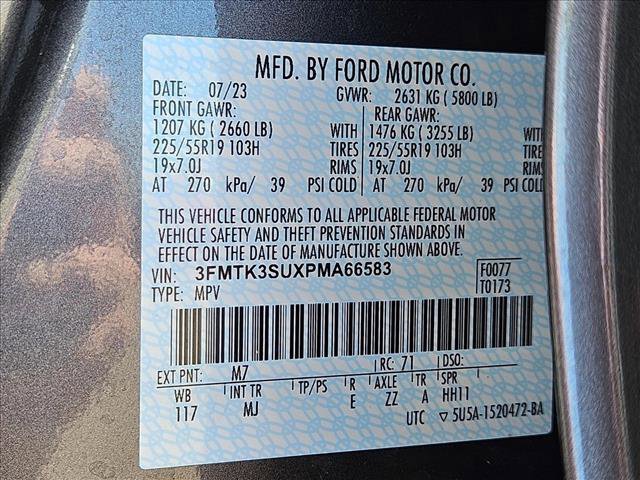 MFD. BY FORD MOTOR CO.
DATE: 07/23 GVWR: 2631 KG ( 5800 LB)
FRONT GAWR: REAR GAWR:
1207 KG ( 2660 LB) WITH 1476 KG ( 3255 LB) WITH
225/55R19 103H TIRES 225/55R19 103H TIRES
19x7.0J RIMS 19x7.0J RIMS
AT 270 kPa/ 39 PSI COLD AT 270 kPa/ 39 PSI COLD
THIS VEHICLE CONFORMS TO ALL APPLICABLE FEDERAL MOTOR
VEHICLE SAFETY AND THEFT PREVENTION STANDARDS IN
EFFECT ON THE DATE OF MANUFACTURE SHOWN ABOVE.
VIN: 3FMTK3SUXPMA66583 F0077
TYPE: MPV T0173
EXT PNT: M7 RC: 71 DSO:
WB INT TR TP/PS R AXLE TR SPR
117 MJ E ZZ A HH11
UTC ▽ 5U5A-1520472-BA